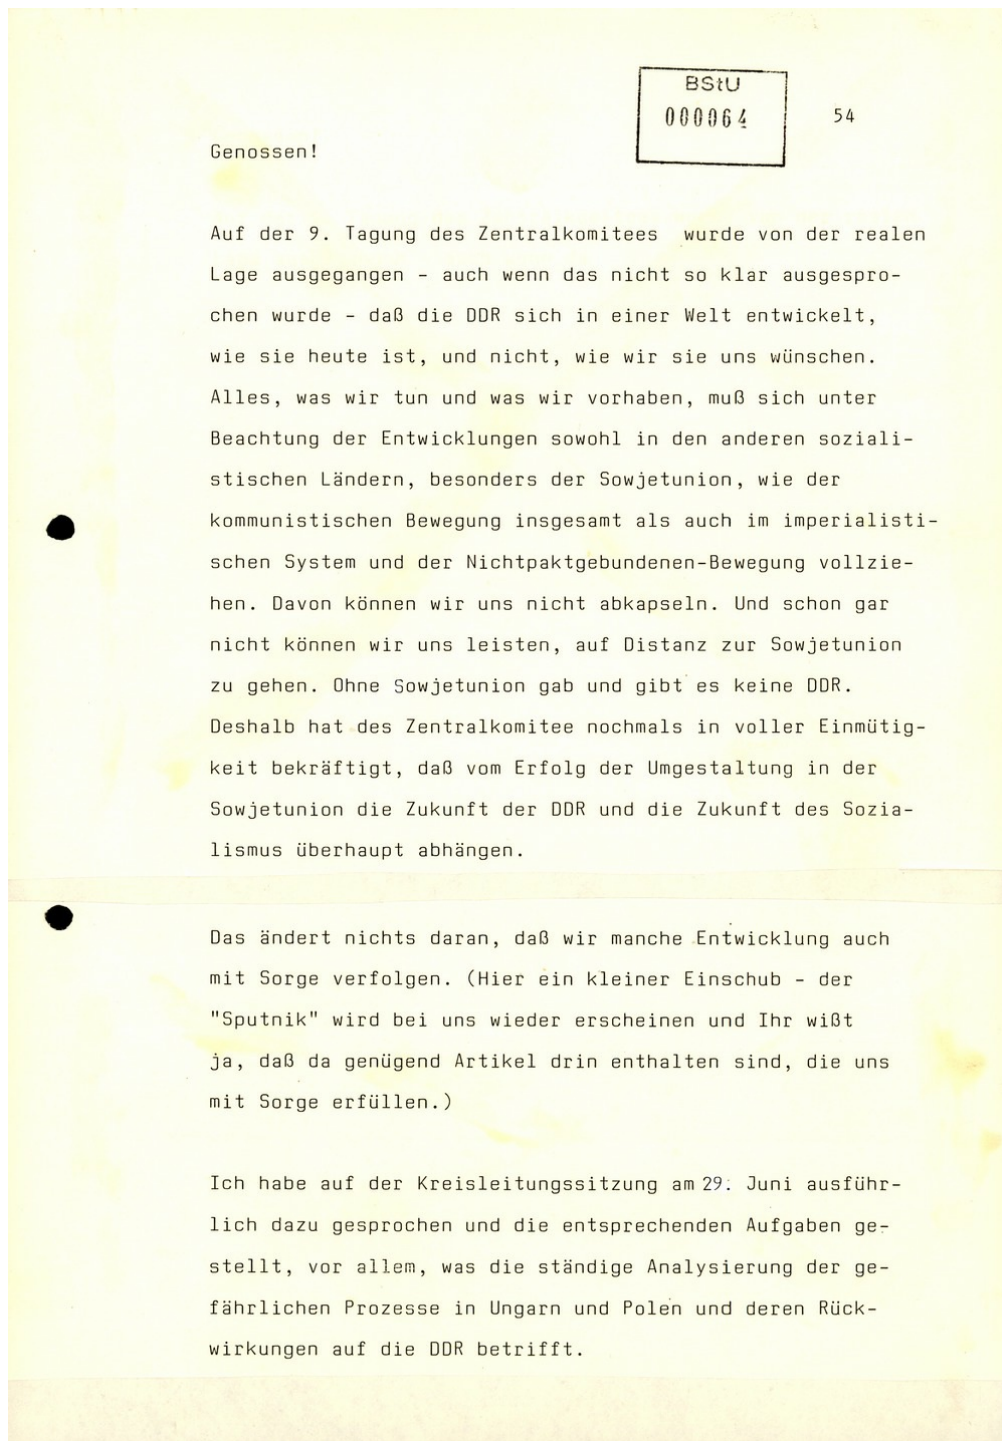 BStU
000064
54
Genossen!
Auf der 9. Tagung des Zentralkomitees wurde von der realen
Lage ausgegangen - auch wenn das nicht so klar ausgespro-
chen wurde - daß die DDR sich in einer Welt entwickelt,
wie sie heute ist, und nicht, wie wir sie uns wünschen.
Alles, was wir tun und was wir vorhaben, muß sich unter
Beachtung der Entwicklungen sowohl in den anderen soziali-
stischen Ländern, besonders der Sowjetunion, wie der
kommunistischen Bewegung insgesamt als auch im imperialisti-
schen System und der Nichtpaktgebundenen-Bewegung vollzie-
hen. Davon können wir uns nicht abkapseln. Und schon gar
nicht können wir uns leisten, auf Distanz zur Sowjetunion
zu gehen. Ohne Sowjetunion gab und gibt es keine DDR.
Deshalb hat des Zentralkomitee nochmals in voller Einmütig-
keit bekräftigt, daß vom Erfolg der Umgestaltung in der
Sowjetunion die Zukunft der DDR und die Zukunft des Sozia-
lismus überhaupt abhängen.
Das ändert nichts daran, daß wir manche Entwicklung auch
mit Sorge verfolgen. (Hier ein kleiner Einschub - der
"Sputnik" wird bei uns wieder erscheinen und Ihr wißt
ja, daß da genügend Artikel drin enthalten sind, die uns
mit Sorge erfüllen.)
Ich habe auf der Kreisleitungssitzung am 29. Juni ausführ-
lich dazu gesprochen und die entsprechenden Aufgaben ge-
stellt, vor allem, was die ständige Analysierung der ge-
fährlichen Prozesse in Ungarn und Polen und deren Rück-
wirkungen auf die DDR betrifft.